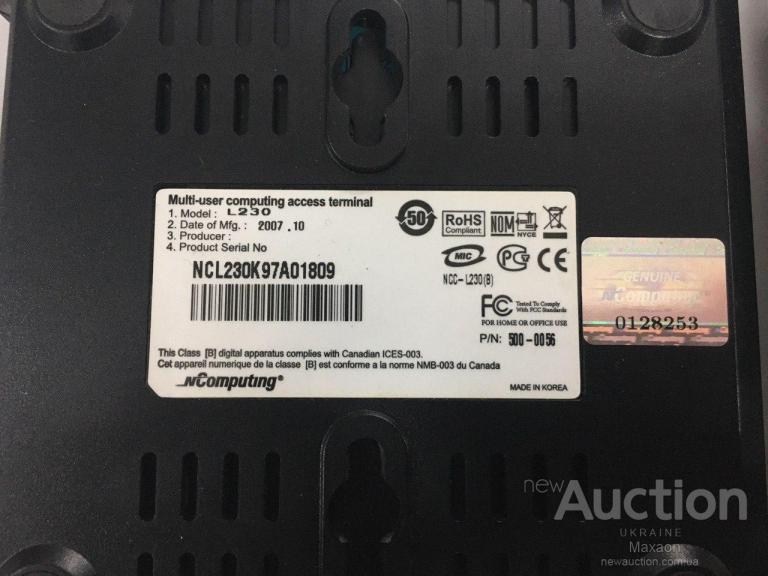 Multi-user computing access terminal
1. Model : L230
2. Date of Mfg. : 2007 .10
3. Producer :
4. Product Serial No
NCL230K97A01809
50
RoHS
Compliant
NOM
NYCE
MIC
NCC-L230(B)
FC Tested To Comply
With FCC Standards
FOR HOME OR OFFICE USE
P/N: 500-0056
This Class [B] digital apparatus complies with Canadian ICES-003.
Cet appareil numerique de la classe [B] est conforme a la norme NMB-003 du Canada
NComputing®
MADE IN KOREA
GENUINE
NComputing
0128253
new Auction
UKRAINE
Maxaon
newauction.com.ua